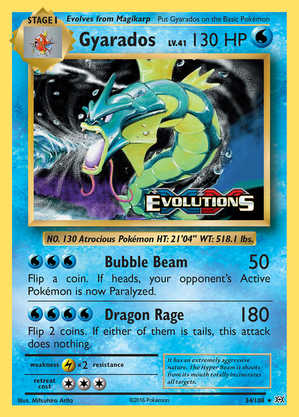 STAGE 1 Evolves from Magikarp Put Gyarados on the Basic Pokémon
Gyarados LV.41 130 HP
EVOLUTIONS
NO. 130 Atrocious Pokémon HT: 21'04" WT: 518.1 lbs.
Bubble Beam 50
Flip a coin. If heads, your opponent's Active
Pokémon is now Paralyzed.
Dragon Rage 180
Flip 2 coins. If either of them is tails, this attack
does nothing.
weakness ×2 resistance
retreat
cost
It has an extremely aggressive
nature. The Hyper Beam it shoots
from its mouth totally incinerates
all targets.
Illus. Mitsuhiro Arita ©2016 Pokémon 34/108 ★